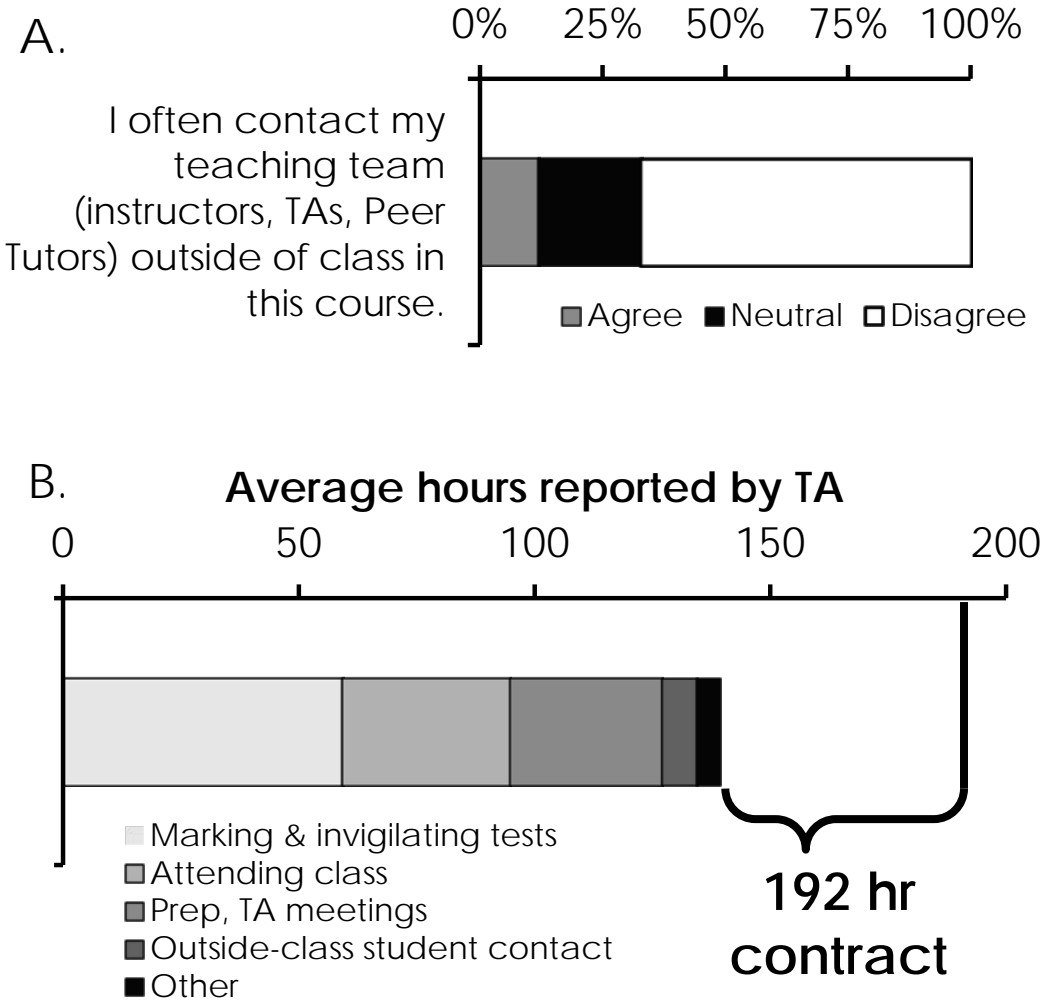 A.
0% 25% 50% 75% 100%
I often contact my
teaching team
(instructors, TAs, Peer
Tutors) outside of class in
this course.
Agree Neutral Disagree
B.
Average hours reported by TA
0 50 100 150 200
Marking & invigilating tests
Attending class
Prep, TA meetings
Outside-class student contact
Other
192 hr
contract